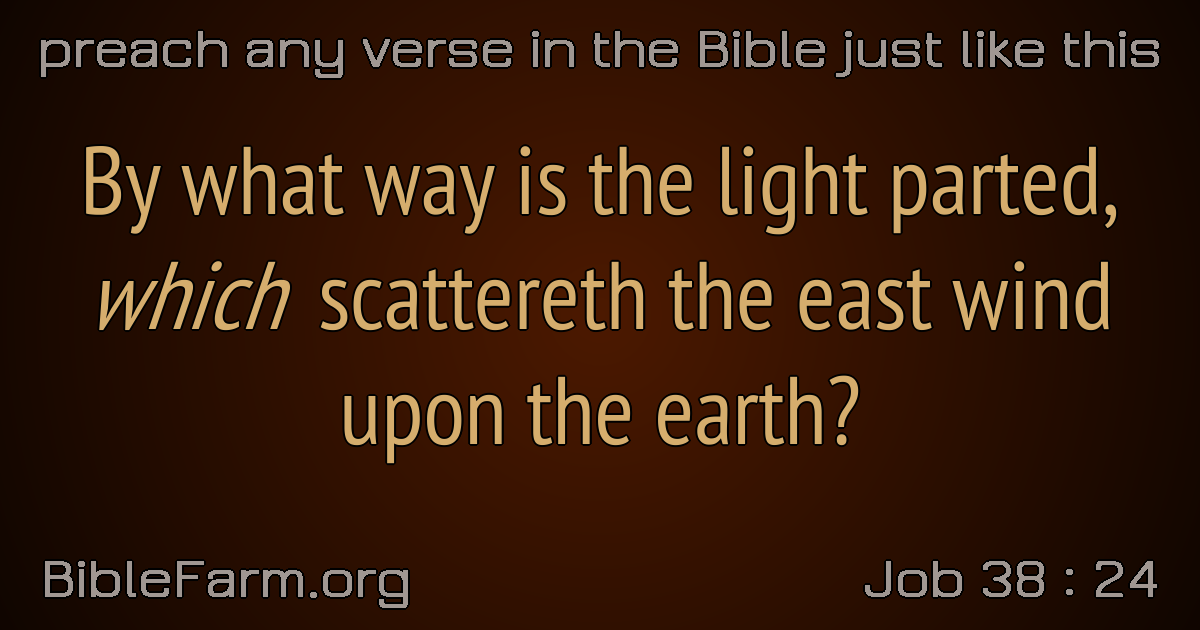 preach any verse in the Bible just like this
By what way is the light parted,
which scattereth the east wind
upon the earth?
BibleFarm.org
Job 38 : 24